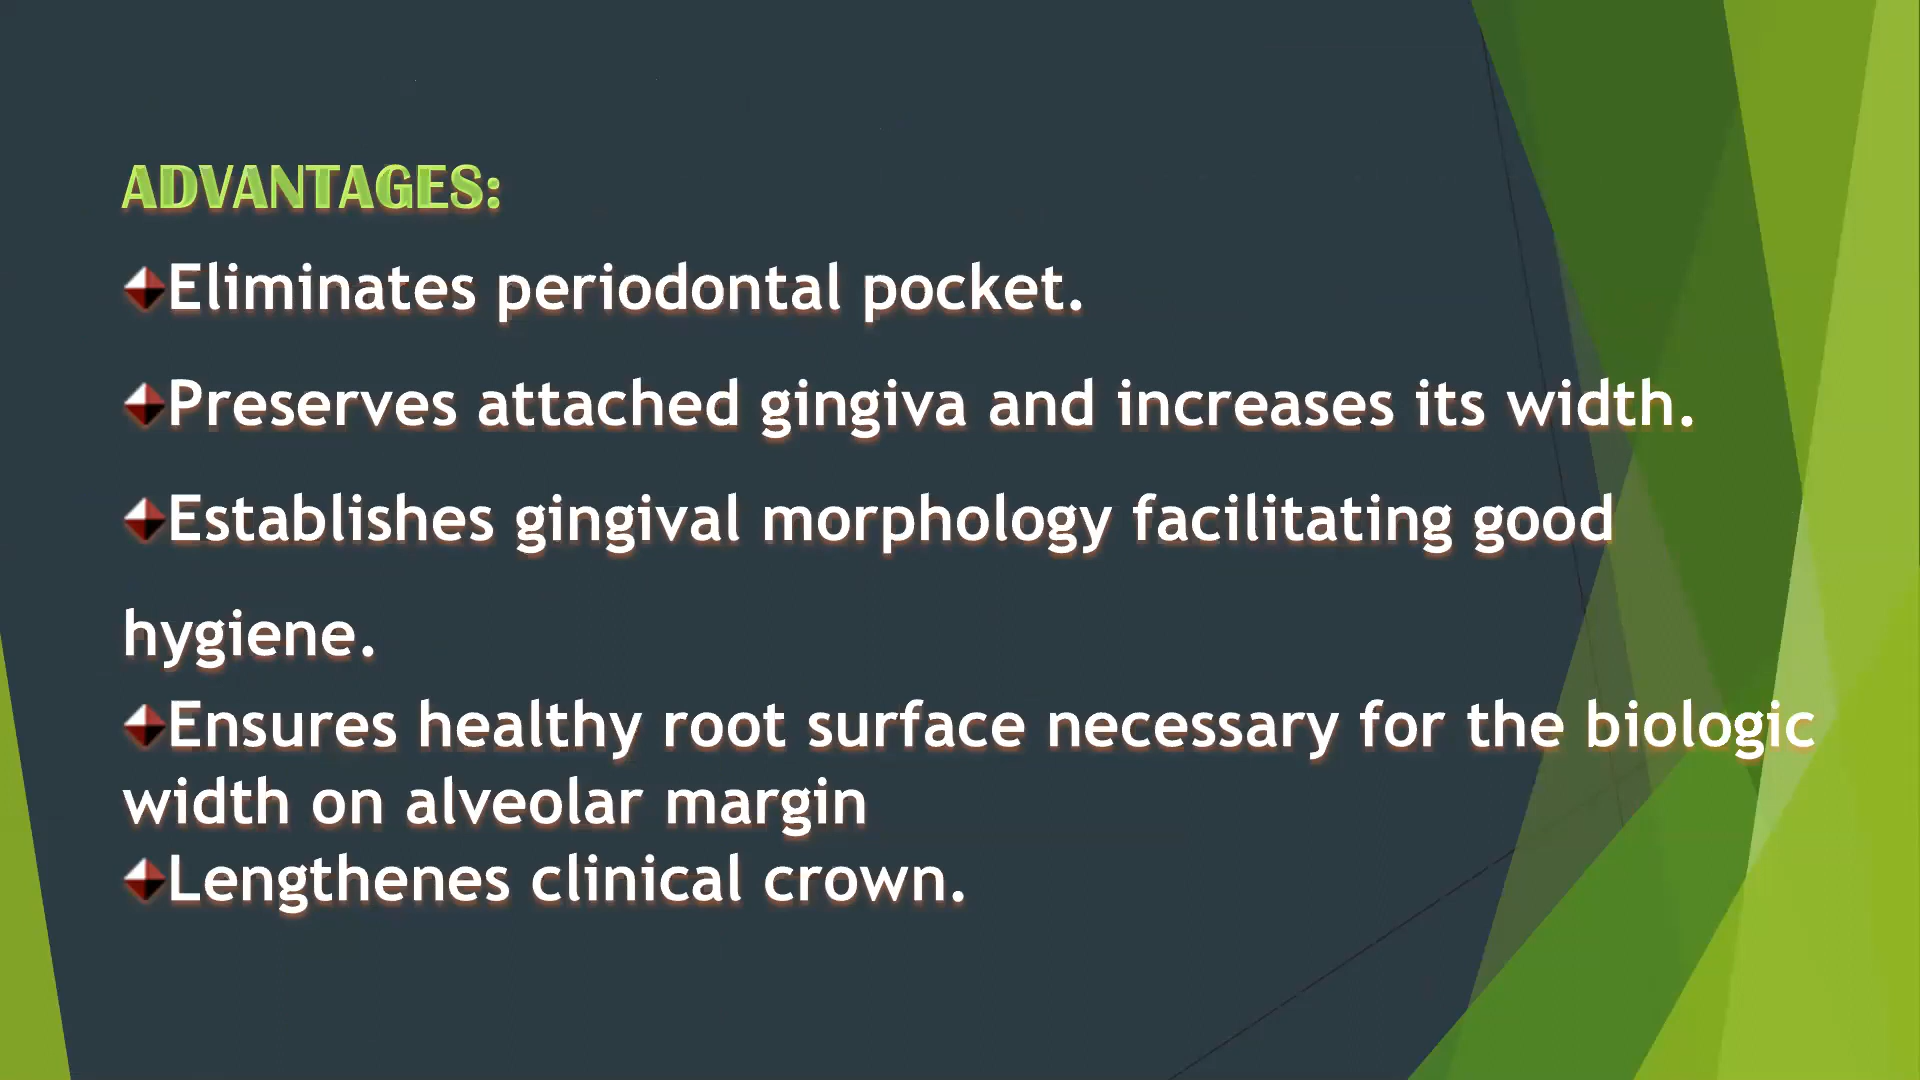 ADVANTAGES:
Eliminates periodontal pocket.
Preserves attached gingiva and increases its width.
Establishes gingival morphology facilitating good
hygiene.
Ensures healthy root surface necessary for the biologic
width on alveolar margin
Lengthenes clinical crown.